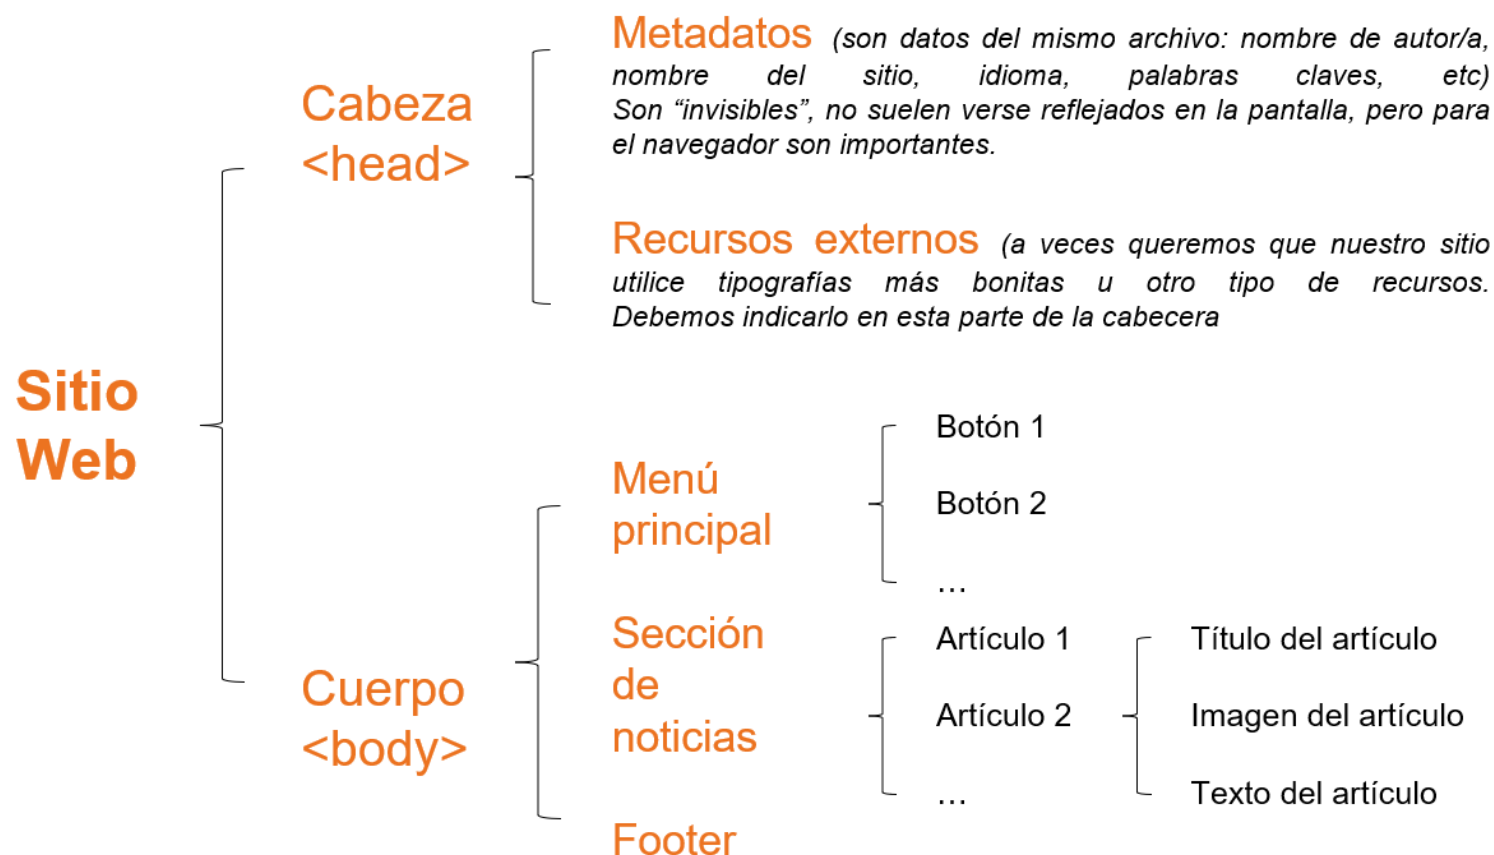 Sitio
Web
Cabeza
<head>
Metadatos (son datos del mismo archivo: nombre de autor/a,
nombre del sitio, idioma, palabras claves, etc)
Son “invisibles”, no suelen verse reflejados en la pantalla, pero para
el navegador son importantes.
Recursos externos (a veces queremos que nuestro sitio
utilice tipografías más bonitas u otro tipo de recursos.
Debemos indicarlo en esta parte de la cabecera
Cuerpo
<body>
Menú
principal
Botón 1
Botón 2
...
Sección
de
noticias
Artículo 1
Artículo 2
...
Título del artículo
Imagen del artículo
Texto del artículo
Footer